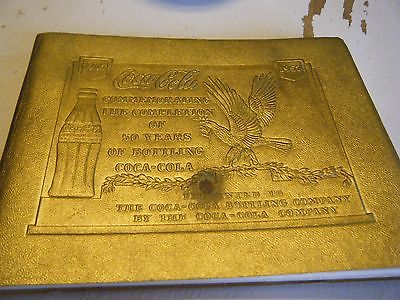 Coca-Cola
COMMEMORATING
THE COMPLETION
OF
50 YEARS
OF BOTTLING
COCA-COLA
TO
THE COCA-COLA BOTTLING COMPANY
BY THE COCA-COLA COMPANY